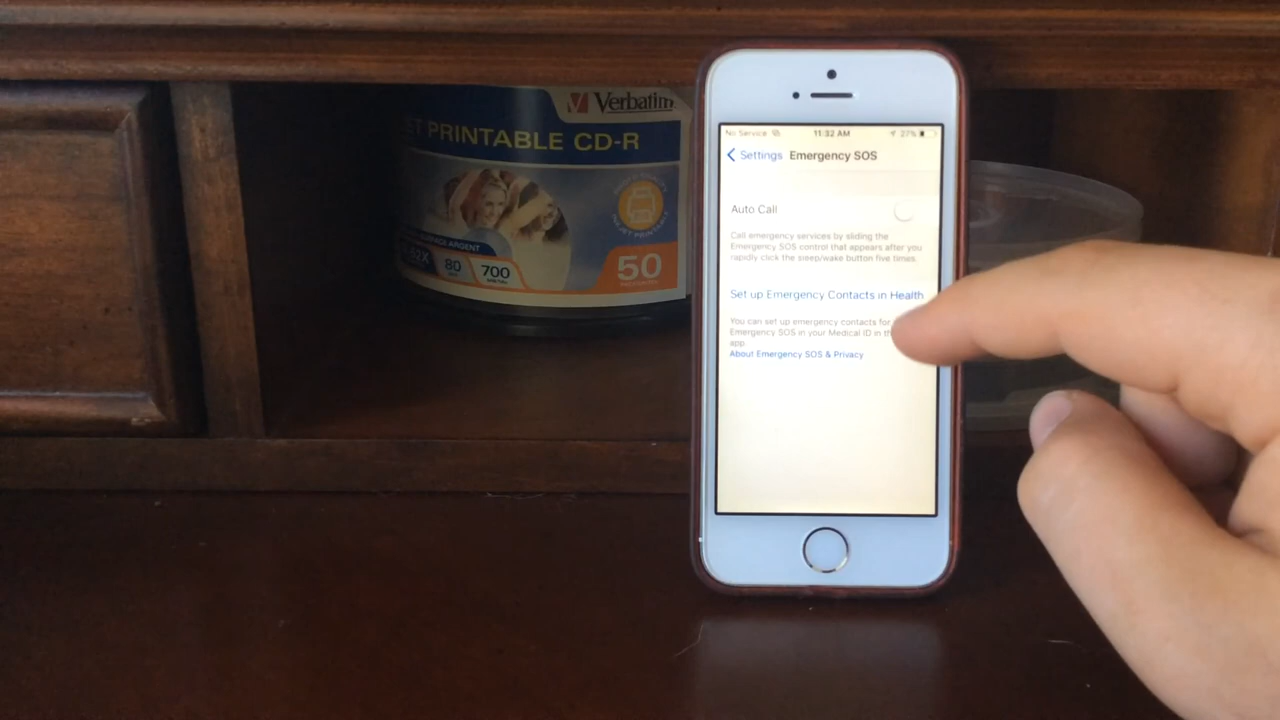 Verbatim
ET PRINTABLE CD-R
80
700
50
No Service
11:32 AM
27%
Settings
Emergency SOS
Auto Call
Call emergency services by sliding the
Emergency SOS control that appears after you
rapidly click the sleep/wake button five times.
Set up Emergency Contacts in Health
You can set up emergency contacts for
Emergency SOS in your Medical ID in
app.
About Emergency SOS & Privacy